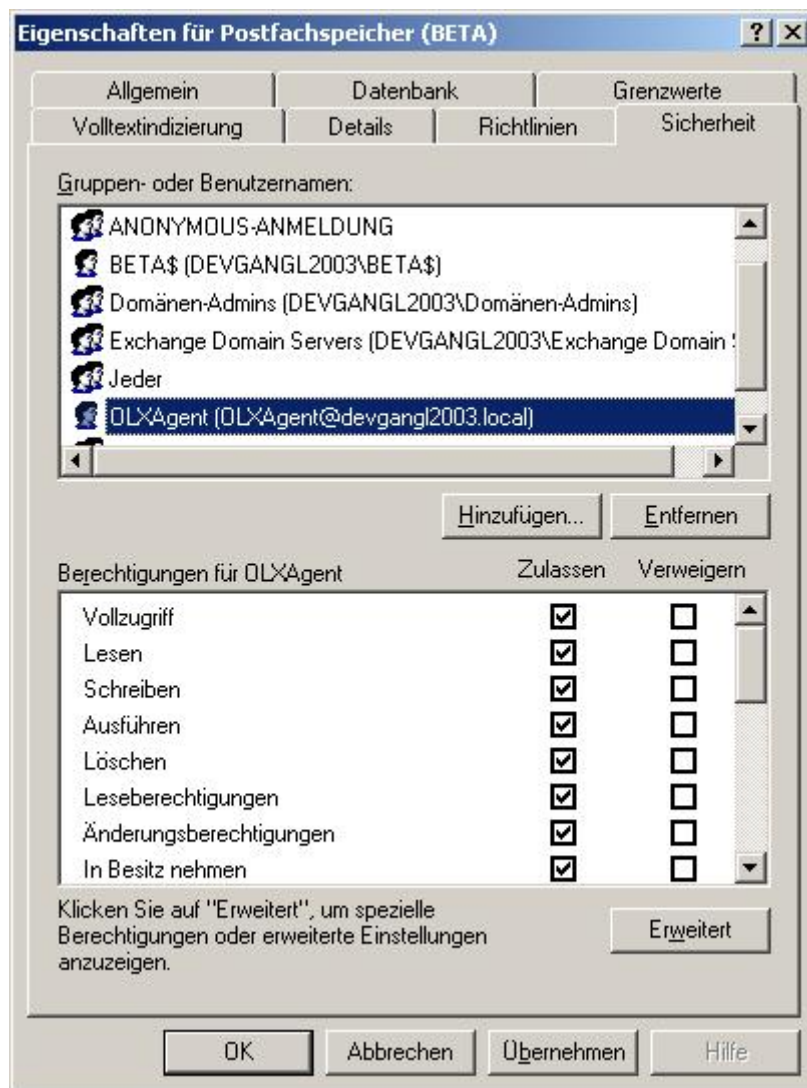 Eigenschaften für Postfachspeicher (BETA)
Allgemein Datenbank Grenzwerte
Volltextindizierung Details Richtlinien Sicherheit
Gruppen- oder Benutzernamen:
ANONYMOUS-ANMELDUNG
BETA$ (DEVGANGL2003\BETA$)
Domänen-Admins (DEVGANGL2003\Domänen-Admins)
Exchange Domain Servers (DEVGANGL2003\Exchange Domain
Jeder
OLXAgent (OLXAgent@devgangl2003.local)
Hinzufügen... Entfernen
Berechtigungen für OLXAgent Zulassen Verweigern
Vollzugriff
Lesen
Schreiben
Ausführen
Löschen
Leseberechtigungen
Änderungsberechtigungen
In Besitz nehmen
Klicken Sie auf "Erweitert", um spezielle
Berechtigungen oder erweiterte Einstellungen
anzuzeigen.
Erweitert
OK Abbrechen Übernehmen Hilfe